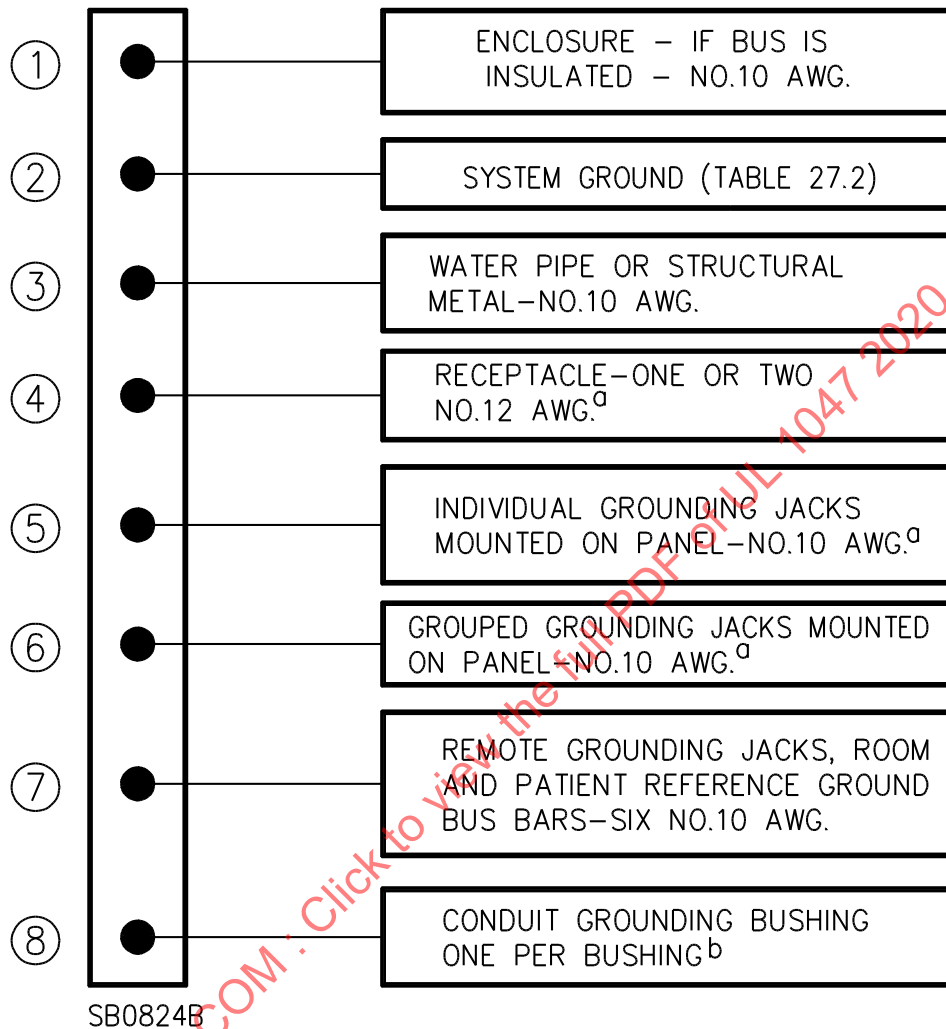 ①
ENCLOSURE – IF BUS IS
INSULATED – NO.10 AWG.
②
SYSTEM GROUND (TABLE 27.2)
③
WATER PIPE OR STRUCTURAL
METAL–NO.10 AWG.
④
RECEPTACLE–ONE OR TWO
NO.12 AWG.ᵃ
⑤
INDIVIDUAL GROUNDING JACKS
MOUNTED ON PANEL–NO.10 AWG.ᵃ
⑥
GROUPED GROUNDING JACKS MOUNTED
ON PANEL–NO.10 AWG.ᵃ
⑦
REMOTE GROUNDING JACKS, ROOM
AND PATIENT REFERENCE GROUND
BUS BARS–SIX NO.10 AWG.
⑧
CONDUIT GROUNDING BUSHING
ONE PER BUSHINGᵇ
SB0824B
COM : Click to view the full PDF of UL 1047 2020